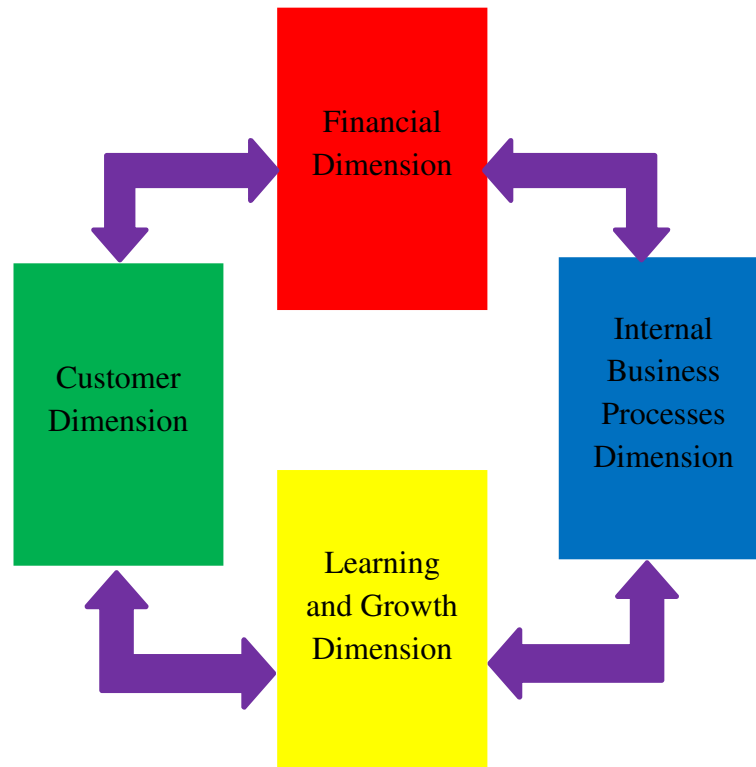 Financial
Dimension
Customer
Dimension
Internal
Business
Processes
Dimension
Learning
and Growth
Dimension